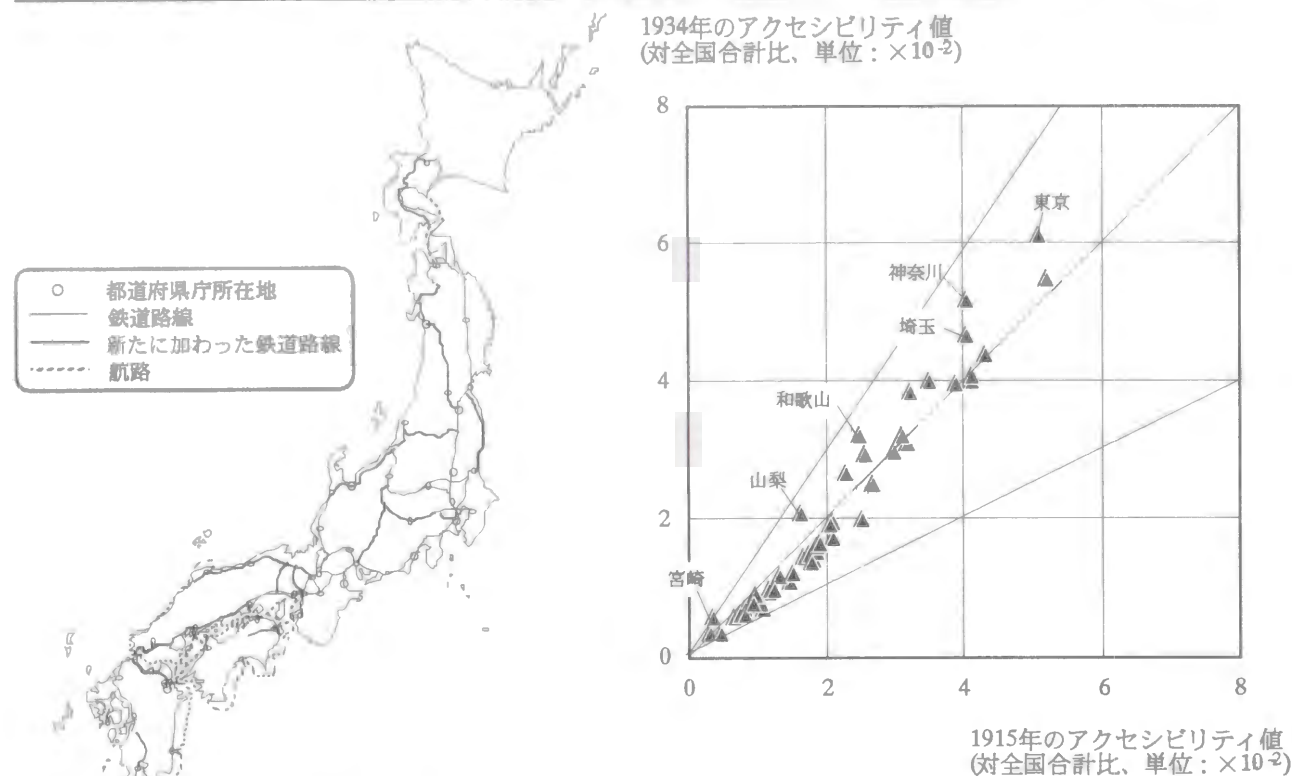 都道府県庁所在地
鉄道路線
新たに加わった鉄道路線
航路
1934年のアクセシビリティ値
(対全国合計比、単位：×10⁻²)
8
6
4
2
0
東京
神奈川
埼玉
和歌山
山梨
宮崎
0 2 4 6 8
1915年のアクセシビリティ値
(対全国合計比、単位：×10⁻²)